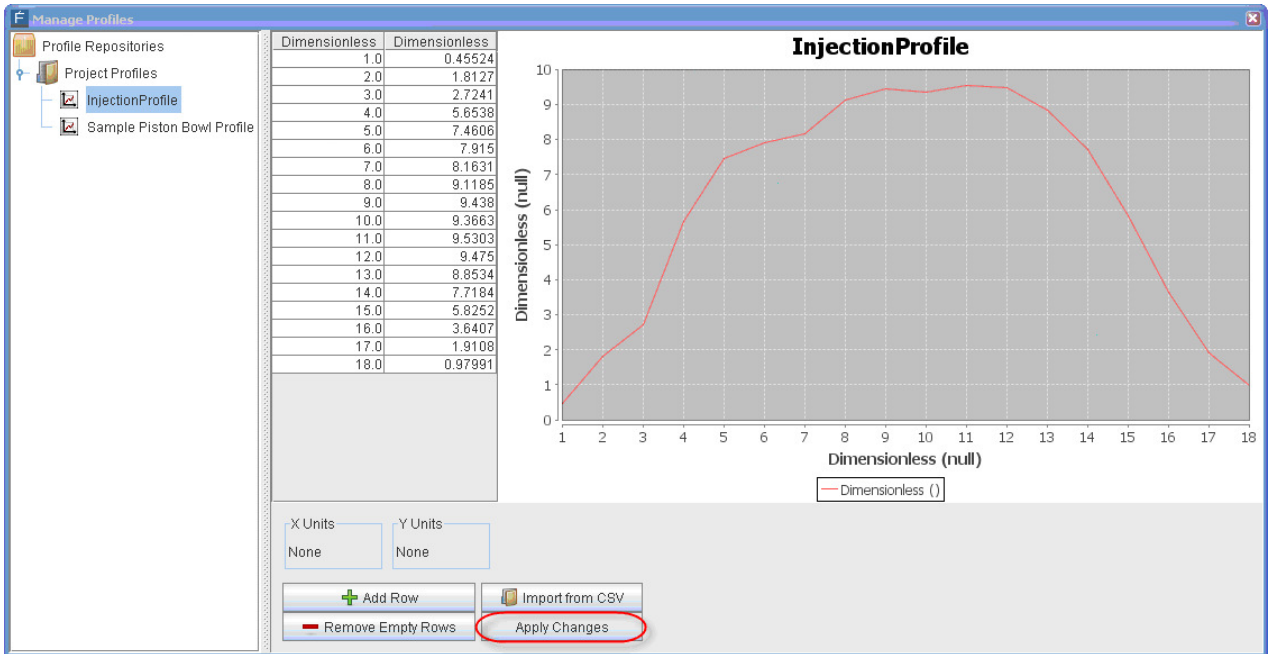 Manage Profiles
Profile Repositories
Project Profiles
InjectionProfile
Sample Piston Bowl Profile
Dimensionless Dimensionless
1.0 0.45524
2.0 1.8127
3.0 2.7241
4.0 5.6538
5.0 7.4606
6.0 7.915
7.0 8.1631
8.0 9.1185
9.0 9.438
10.0 9.3663
11.0 9.5303
12.0 9.475
13.0 8.8534
14.0 7.7184
15.0 5.8252
16.0 3.6407
17.0 1.9108
18.0 0.97991
InjectionProfile
Dimensionless (null)
10
9
8
7
6
5
4
3
2
1
0
1 2 3 4 5 6 7 8 9 10 11 12 13 14 15 16 17 18
Dimensionless (null)
Dimensionless ()
X Units Y Units
None None
Add Row Import from CSV
Remove Empty Rows Apply Changes